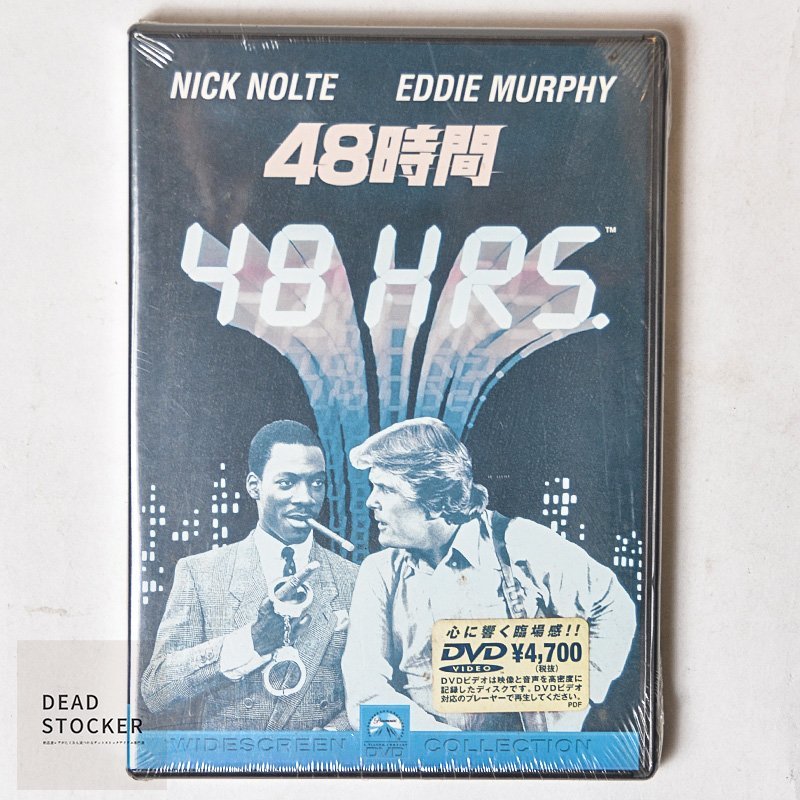 NICK NOLTE EDDIE MURPHY
48時間
48 HRS.™
心に響く臨場感!!
DVD VIDEO ¥4,700
(税抜)
DVDビデオは映像と音声を高密度に
記録したディスクです。DVDビデオ
対応のプレーヤーで再生してください。
PDF
DEAD
STOCKER
WIDESCREEN DVD COLLECTION